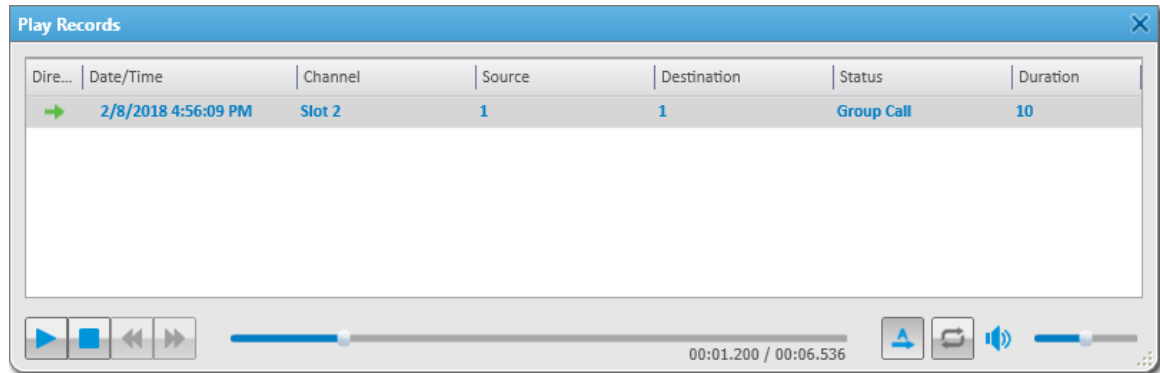 Play Records
Dire... Date/Time Channel Source Destination Status Duration
2/8/2018 4:56:09 PM Slot 2 1 1 Group Call 10
00:01.200 / 00:06.536
A